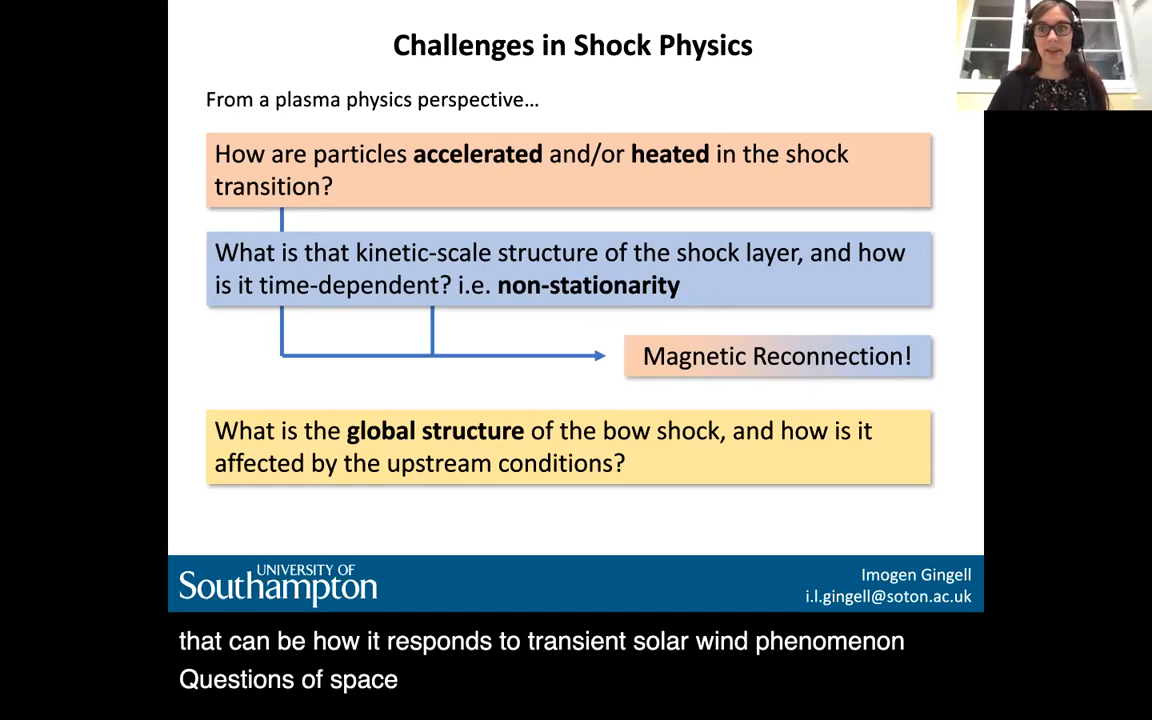 Challenges in Shock Physics
From a plasma physics perspective…
How are particles accelerated and/or heated in the shock
transition?
What is that kinetic-scale structure of the shock layer, and how
is it time-dependent? i.e. non-stationarity
Magnetic Reconnection!
What is the global structure of the bow shock, and how is it
affected by the upstream conditions?
UNIVERSITY OF
Southampton
Imogen Gingell
i.l.gingell@soton.ac.uk
that can be how it responds to transient solar wind phenomenon
Questions of space